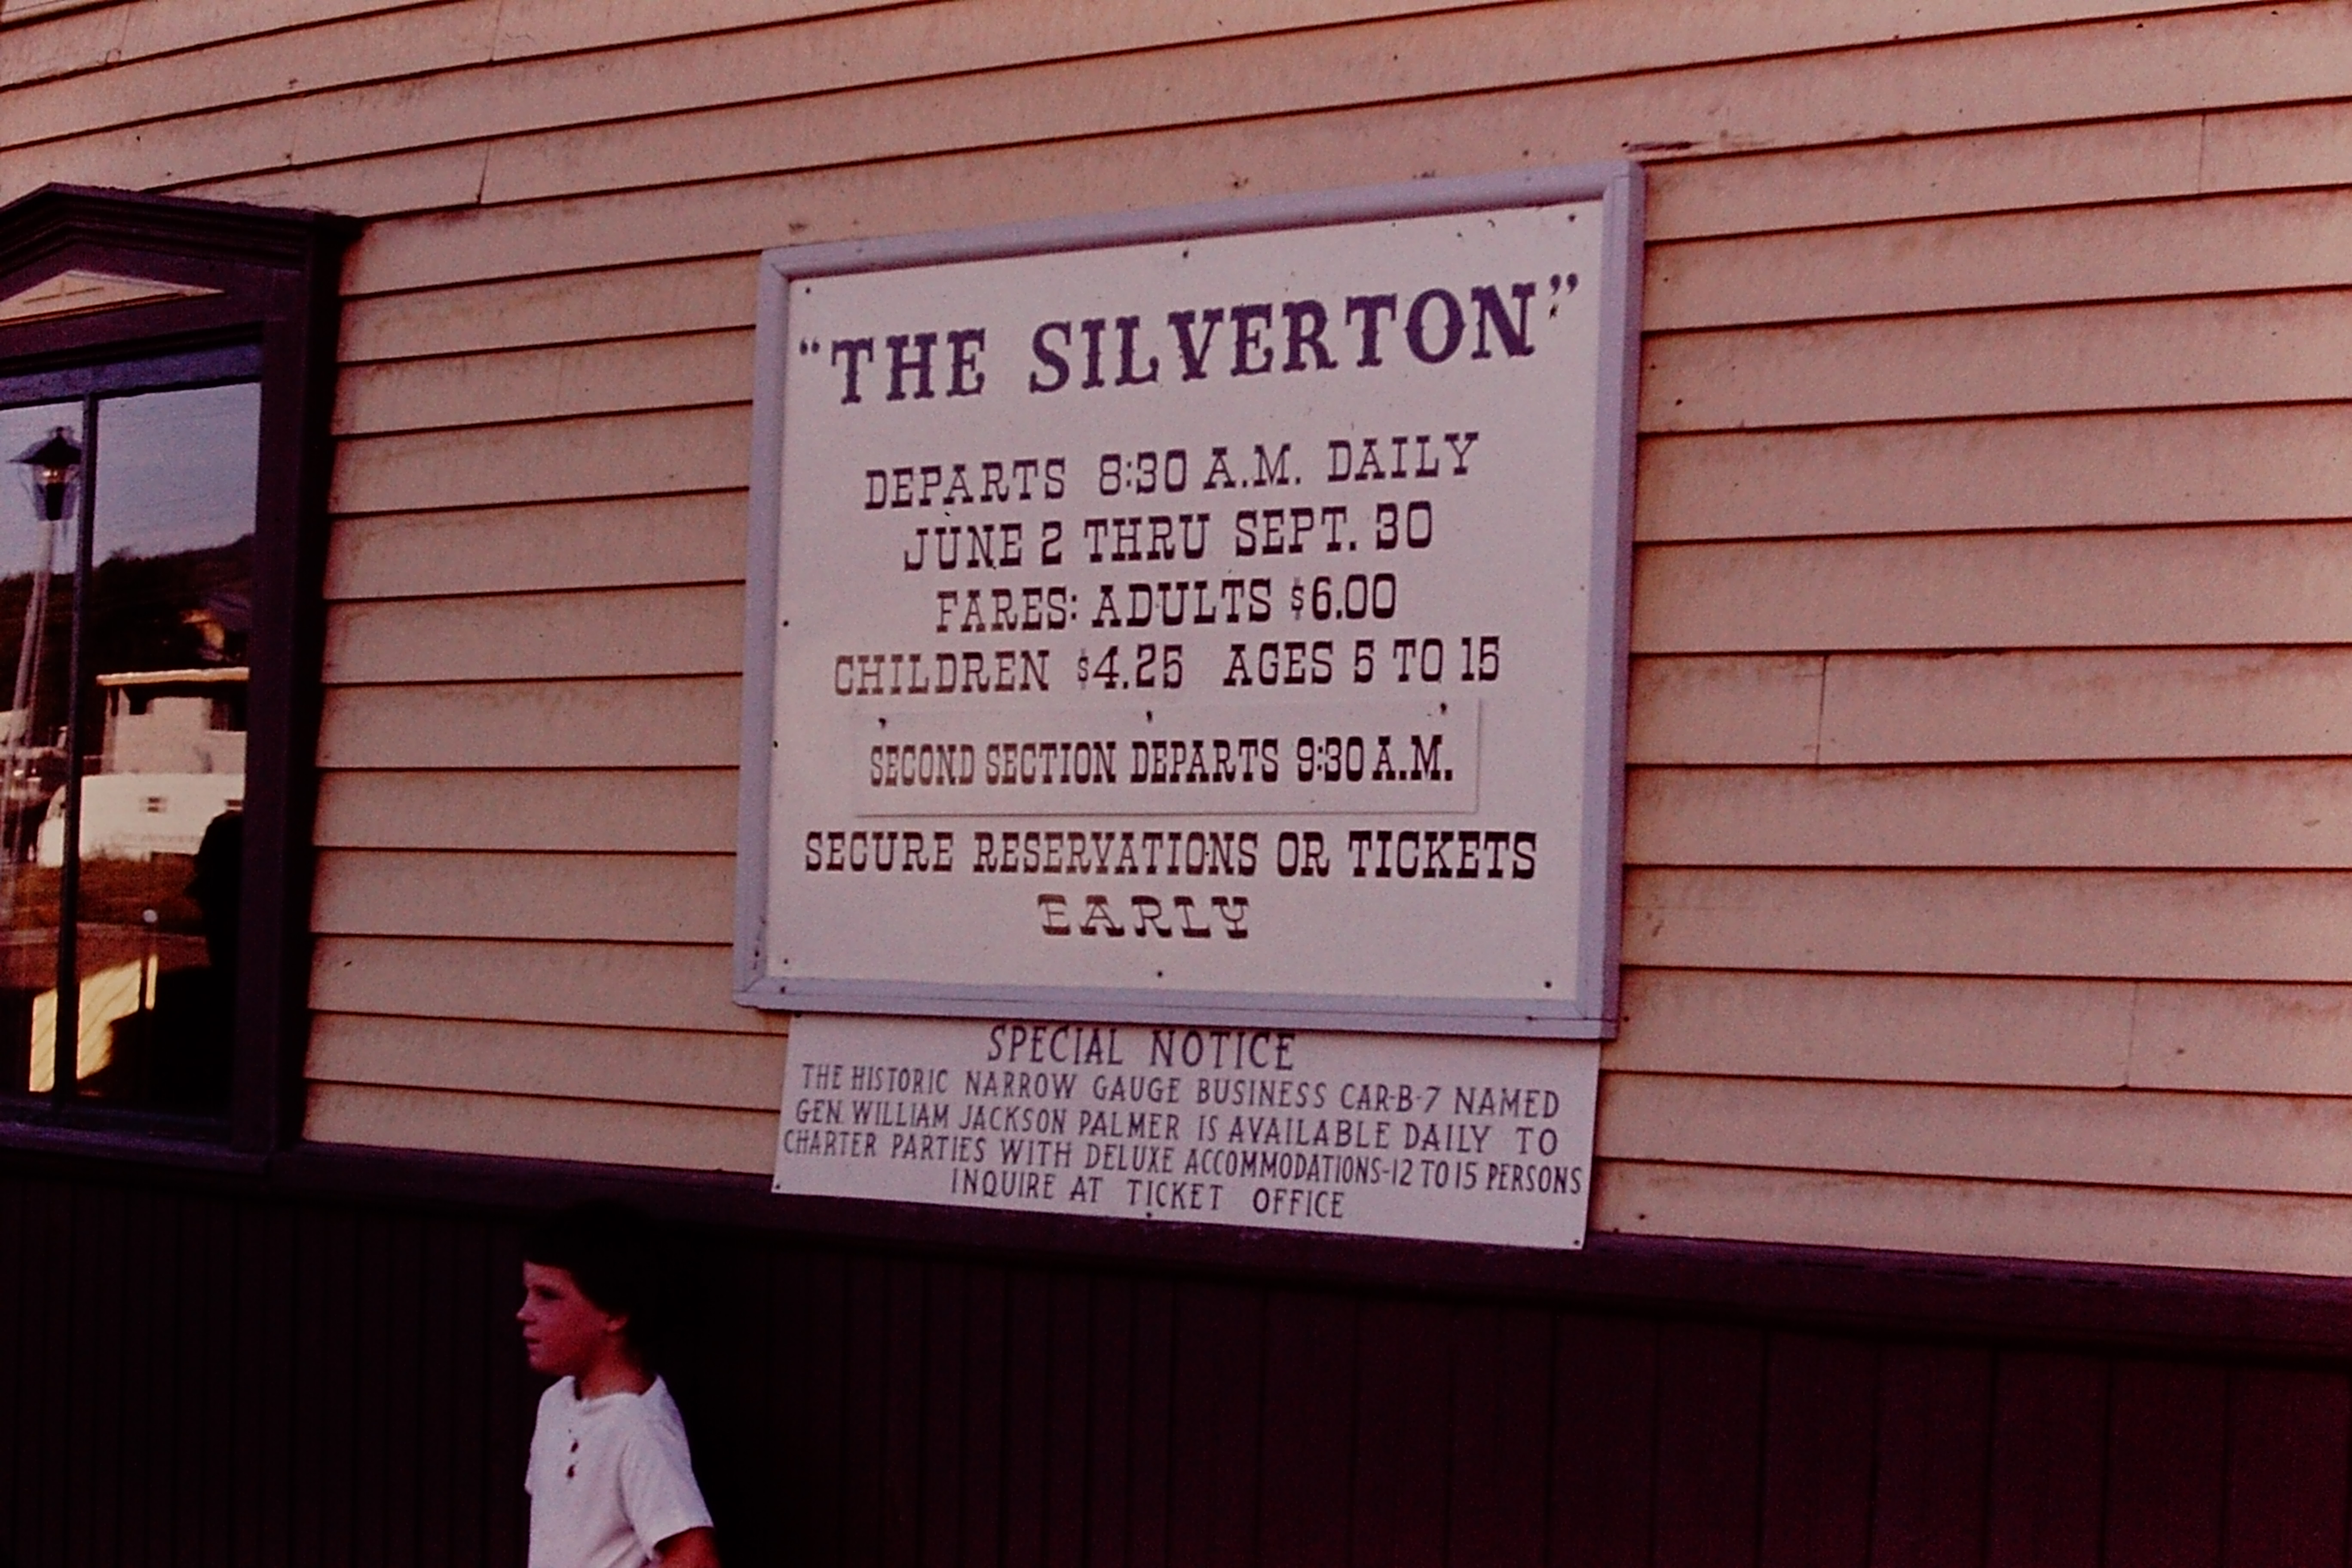 "THE SILVERTON"
DEPARTS 8:30 A.M. DAILY
JUNE 2 THRU SEPT. 30
FARES: ADULTS $6.00
CHILDREN $4.25 AGES 5 TO 15
SECOND SECTION DEPARTS 9:30 A.M.
SECURE RESERVATIONS OR TICKETS
EARLY
SPECIAL NOTICE
THE HISTORIC NARROW GAUGE BUSINESS CAR-B-7 NAMED
GEN. WILLIAM JACKSON PALMER IS AVAILABLE DAILY TO
CHARTER PARTIES WITH DELUXE ACCOMMODATIONS-12 TO 15 PERSONS
INQUIRE AT TICKET OFFICE